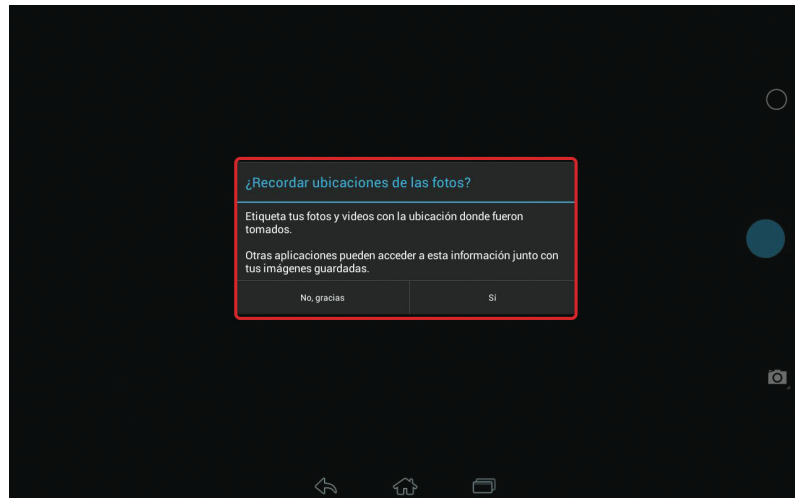 ¿Recordar ubicaciones de las fotos?
Etiqueta tus fotos y videos con la ubicación donde fueron
tomados.
Otras aplicaciones pueden acceder a esta información junto con
tus imágenes guardadas.
No, gracias
Sí